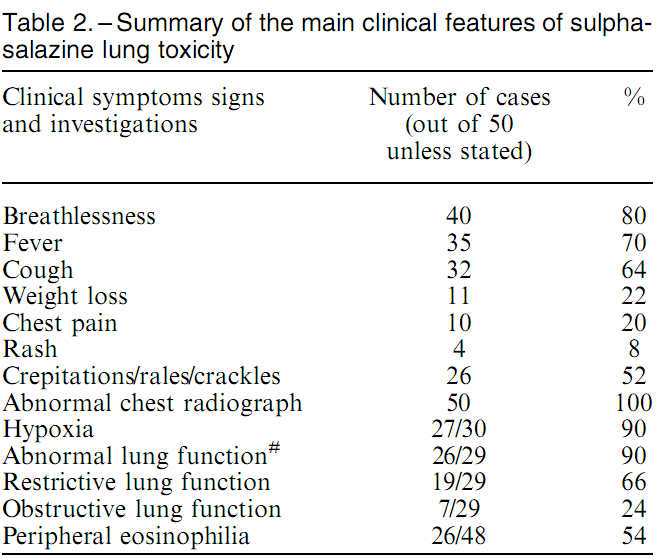 Table 2. – Summary of the main clinical features of sulpha-
salazine lung toxicity
Clinical symptoms signs Number of cases %
and investigations (out of 50
unless stated)
Breathlessness 40 80
Fever 35 70
Cough 32 64
Weight loss 11 22
Chest pain 10 20
Rash 4 8
Crepitations/rales/crackles 26 52
Abnormal chest radiograph 50 100
Hypoxia 27/30 90
Abnormal lung function# 26/29 90
Restrictive lung function 19/29 66
Obstructive lung function 7/29 24
Peripheral eosinophilia 26/48 54